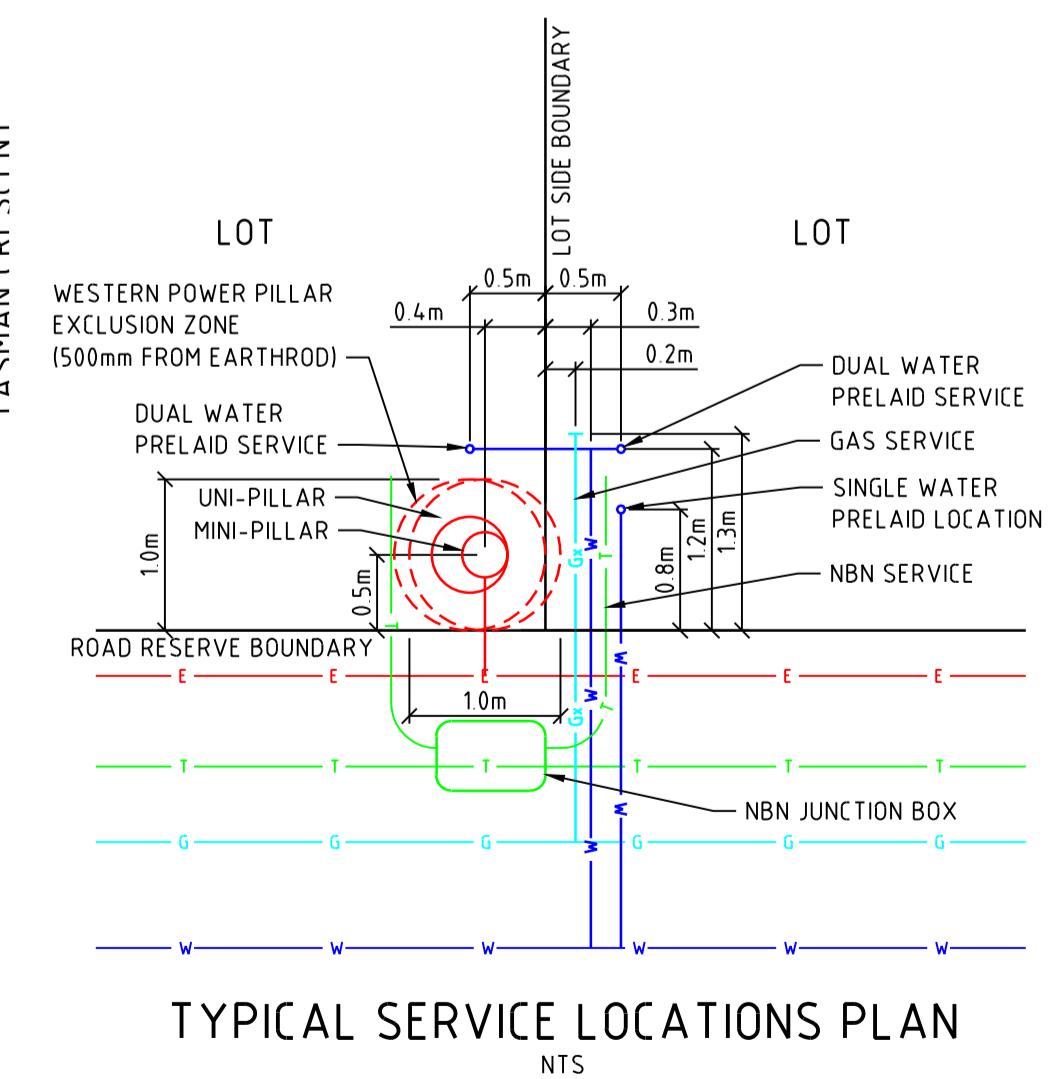 LOT SIDE BOUNDARY
LOT
LOT
0.5m
0.5m
0.4m
0.3m
0.2m
WESTERN POWER PILLAR
EXCLUSION ZONE
(500mm FROM EARTHROD)
DUAL WATER
PRELAID SERVICE
UNI-PILLAR
MINI-PILLAR
DUAL WATER
PRELAID SERVICE
GAS SERVICE
SINGLE WATER
PRELAID LOCATION
NBN SERVICE
1.0m
0.5m
0.8m
1.2m
1.3m
W
Gx
T
T
ROAD RESERVE BOUNDARY
W
E E E E E E
1.0m
W
Gx
T
T T T T T T
NBN JUNCTION BOX
W
G G G G G G
W
W W W W W W
TYPICAL SERVICE LOCATIONS PLAN
NTS